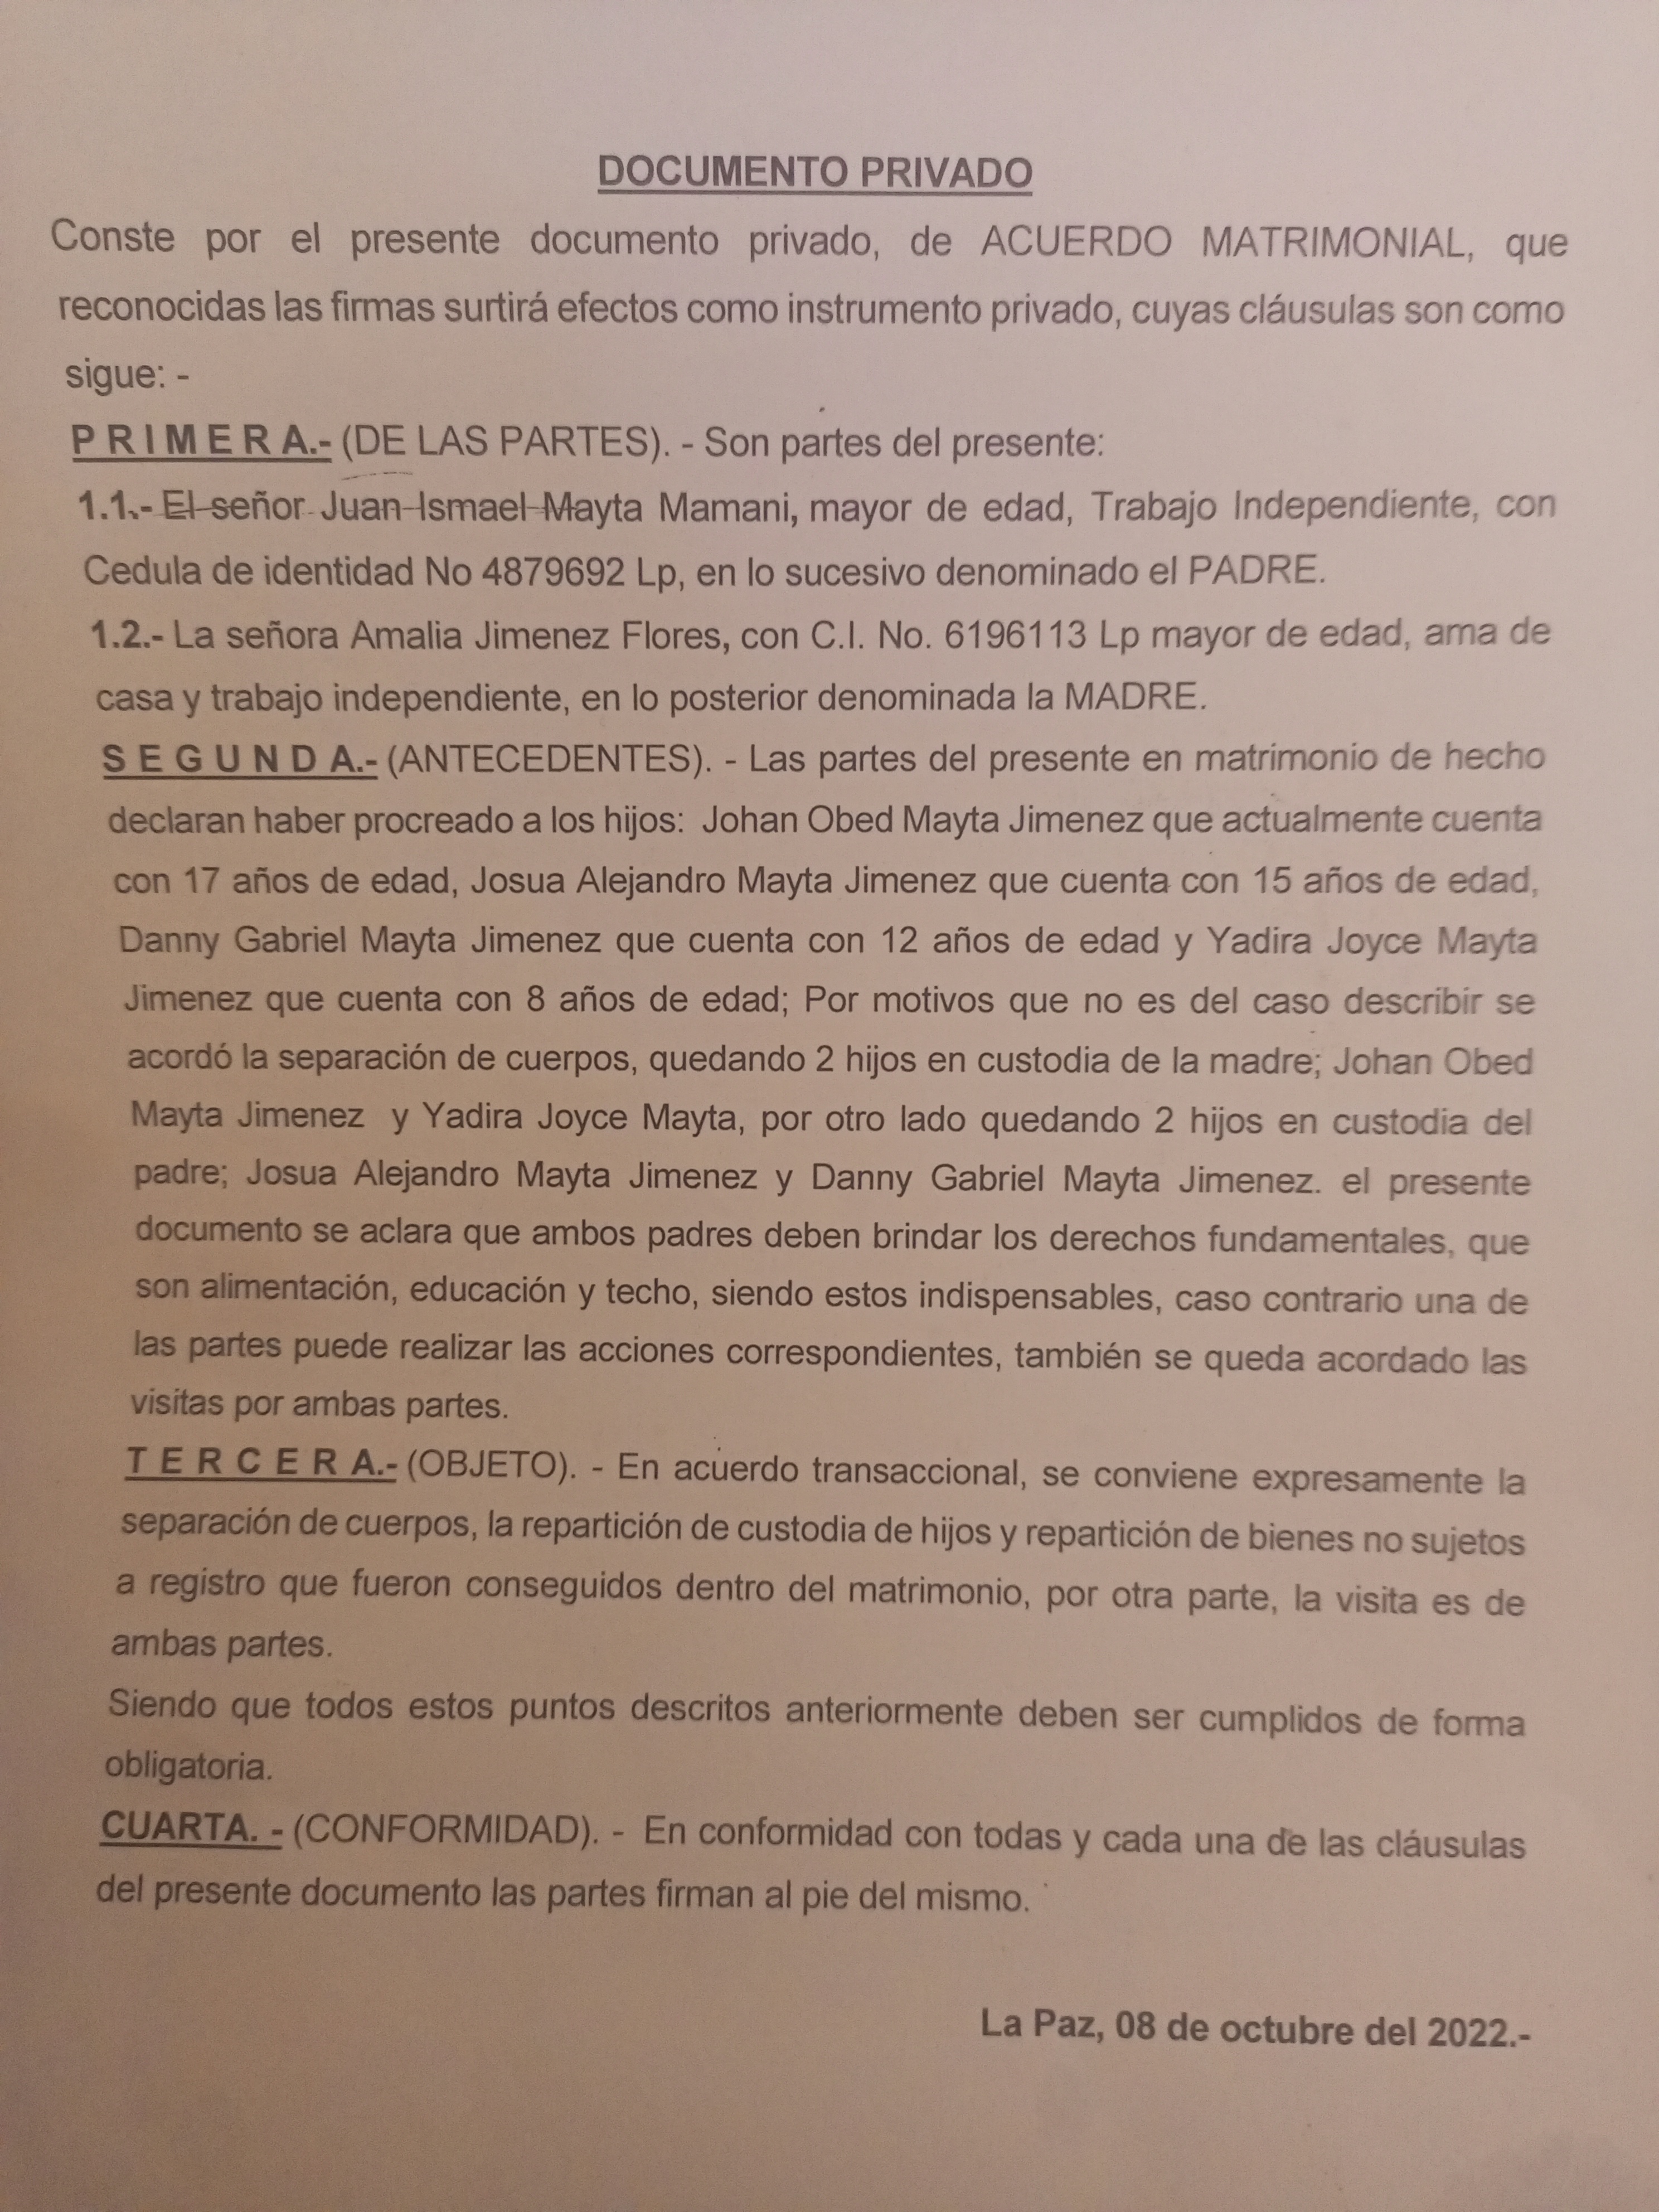 DOCUMENTO PRIVADO
Conste por el presente documento privado, de ACUERDO MATRIMONIAL, que
reconocidas las firmas surtirá efectos como instrumento privado, cuyas cláusulas son como
sigue: -
P R I M E R A.- (DE LAS PARTES). - Son partes del presente:
1.1.- El señor Juan Ismael Mayta Mamani, mayor de edad, Trabajo Independiente, con
Cedula de identidad No 4879692 Lp, en lo sucesivo denominado el PADRE.
1.2.- La señora Amalia Jimenez Flores, con C.I. No. 6196113 Lp mayor de edad, ama de
casa y trabajo independiente, en lo posterior denominada la MADRE.
S E G U N D A.- (ANTECEDENTES). - Las partes del presente en matrimonio de hecho
declaran haber procreado a los hijos: Johan Obed Mayta Jimenez que actualmente cuenta
con 17 años de edad, Josua Alejandro Mayta Jimenez que cuenta con 15 años de edad,
Danny Gabriel Mayta Jimenez que cuenta con 12 años de edad y Yadira Joyce Mayta
Jimenez que cuenta con 8 años de edad; Por motivos que no es del caso describir se
acordó la separación de cuerpos, quedando 2 hijos en custodia de la madre; Johan Obed
Mayta Jimenez y Yadira Joyce Mayta, por otro lado quedando 2 hijos en custodia del
padre; Josua Alejandro Mayta Jimenez y Danny Gabriel Mayta Jimenez. el presente
documento se aclara que ambos padres deben brindar los derechos fundamentales, que
son alimentación, educación y techo, siendo estos indispensables, caso contrario una de
las partes puede realizar las acciones correspondientes, también se queda acordado las
visitas por ambas partes.
T E R C E R A.- (OBJETO). - En acuerdo transaccional, se conviene expresamente la
separación de cuerpos, la repartición de custodia de hijos y repartición de bienes no sujetos
a registro que fueron conseguidos dentro del matrimonio, por otra parte, la visita es de
ambas partes.
Siendo que todos estos puntos descritos anteriormente deben ser cumplidos de forma
obligatoria.
CUARTA. - (CONFORMIDAD). - En conformidad con todas y cada una de las cláusulas
del presente documento las partes firman al pie del mismo.
La Paz, 08 de octubre del 2022.-